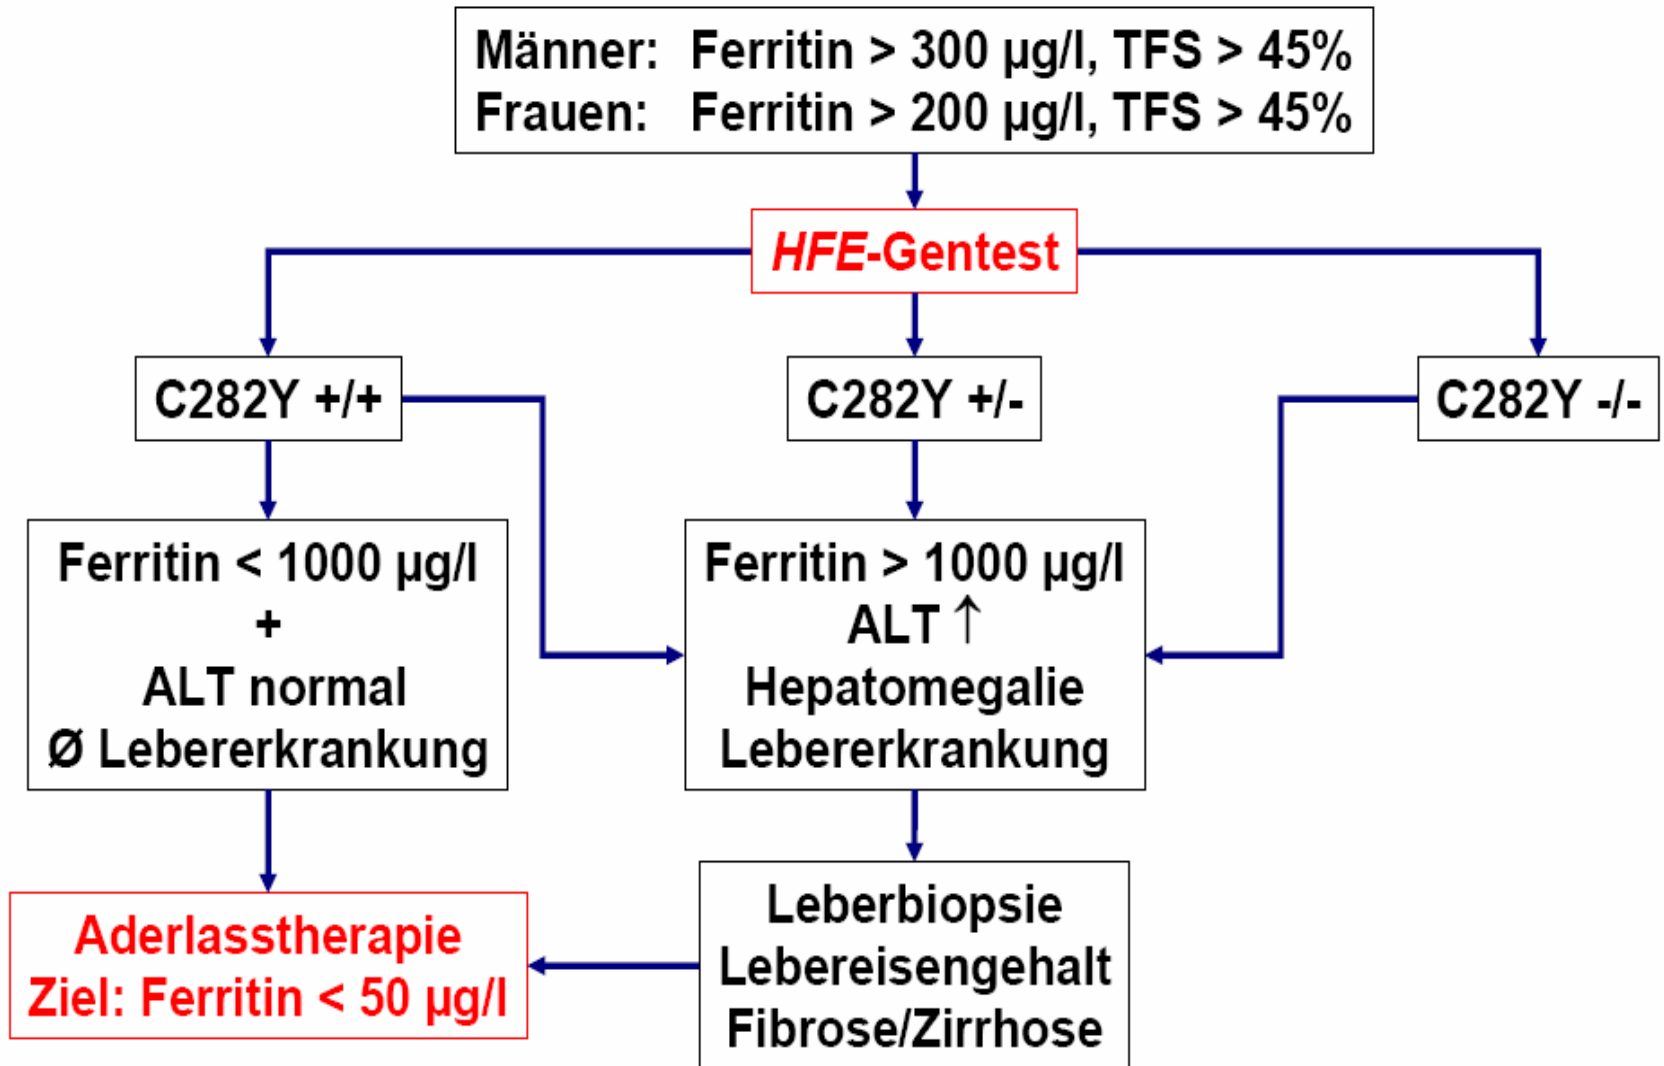 Männer: Ferritin > 300 µg/l, TFS > 45%
Frauen: Ferritin > 200 µg/l, TFS > 45%
HFE-Gentest
C282Y +/+
C282Y +/-
C282Y -/-
Ferritin < 1000 µg/l
+
ALT normal
Ø Lebererkrankung
Ferritin > 1000 µg/l
ALT ↑
Hepatomegalie
Lebererkrankung
Aderlasstherapie
Ziel: Ferritin < 50 µg/l
Leberbiopsie
Lebereisengehalt
Fibrose/Zirrhose